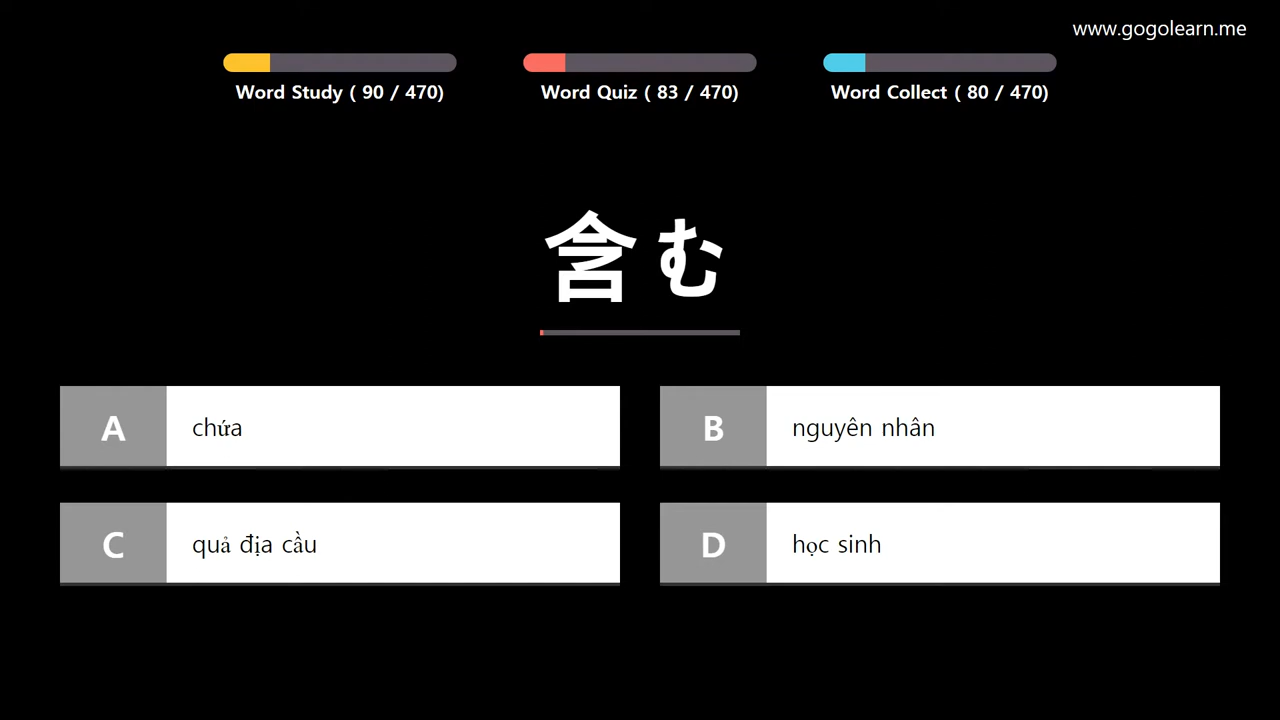 www.gogolearn.me
Word Study ( 90 / 470)
Word Quiz ( 83 / 470)
Word Collect ( 80 / 470)
含む
A chứa
B nguyên nhân
C quả địa cầu
D học sinh